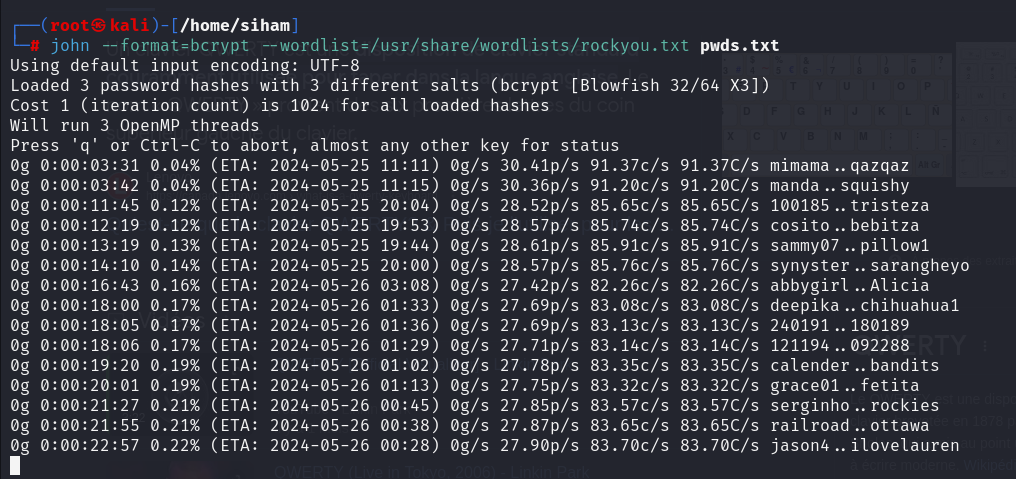 ┌──(root㉿kali)-[/home/siham]
└─# john --format=bcrypt --wordlist=/usr/share/wordlists/rockyou.txt pwds.txt
Using default input encoding: UTF-8
Loaded 3 password hashes with 3 different salts (bcrypt [Blowfish 32/64 X3])
Cost 1 (iteration count) is 1024 for all loaded hashes
Will run 3 OpenMP threads
Press 'q' or Ctrl-C to abort, almost any other key for status
0g 0:00:03:31 0.04% (ETA: 2024-05-25 11:11) 0g/s 30.41p/s 91.37c/s 91.37C/s mimama..qazqaz
0g 0:00:03:42 0.04% (ETA: 2024-05-25 11:15) 0g/s 30.36p/s 91.20c/s 91.20C/s manda..squishy
0g 0:00:11:45 0.12% (ETA: 2024-05-25 20:04) 0g/s 28.52p/s 85.65c/s 85.65C/s 100185..tristeza
0g 0:00:12:19 0.12% (ETA: 2024-05-25 19:53) 0g/s 28.57p/s 85.74c/s 85.74C/s cosito..bebitza
0g 0:00:13:19 0.13% (ETA: 2024-05-25 19:44) 0g/s 28.61p/s 85.91c/s 85.91C/s sammy07..pillow1
0g 0:00:14:10 0.14% (ETA: 2024-05-25 20:00) 0g/s 28.57p/s 85.76c/s 85.76C/s synyster..sarangheyo
0g 0:00:16:43 0.16% (ETA: 2024-05-26 03:08) 0g/s 27.42p/s 82.26c/s 82.26C/s abbygirl..Alicia
0g 0:00:18:00 0.17% (ETA: 2024-05-26 01:33) 0g/s 27.69p/s 83.08c/s 83.08C/s deepika..chihuahua1
0g 0:00:18:05 0.17% (ETA: 2024-05-26 01:36) 0g/s 27.69p/s 83.13c/s 83.13C/s 240191..180189
0g 0:00:18:06 0.17% (ETA: 2024-05-26 01:29) 0g/s 27.71p/s 83.14c/s 83.14C/s 121194..092288
0g 0:00:19:20 0.19% (ETA: 2024-05-26 01:02) 0g/s 27.78p/s 83.35c/s 83.35C/s calender..bandits
0g 0:00:20:01 0.19% (ETA: 2024-05-26 01:13) 0g/s 27.75p/s 83.32c/s 83.32C/s grace01..fetita
0g 0:00:21:27 0.21% (ETA: 2024-05-26 00:45) 0g/s 27.85p/s 83.57c/s 83.57C/s serginho..rockies
0g 0:00:21:55 0.21% (ETA: 2024-05-26 00:38) 0g/s 27.87p/s 83.65c/s 83.65C/s railroad..ottawa
0g 0:00:22:57 0.22% (ETA: 2024-05-26 00:28) 0g/s 27.90p/s 83.70c/s 83.70C/s jason4..ilovelauren
QWERTY (Live in Tokyo, 2006) - Linkin Park